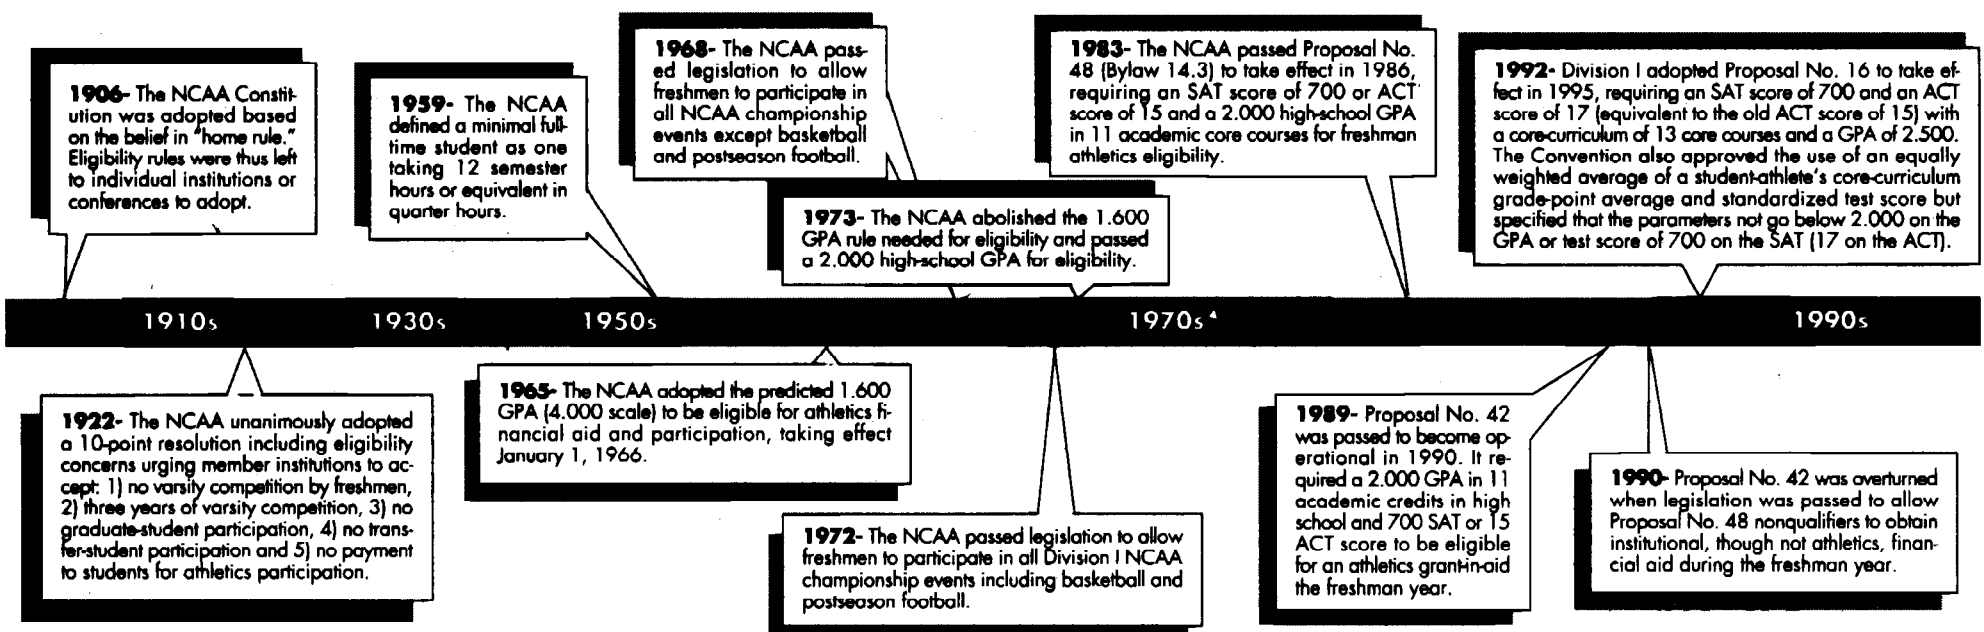 1906- The NCAA Constit-
ution was adopted based
on the belief in "home rule."
Eligibility rules were thus left
to individual institutions or
conferences to adopt.
1959- The NCAA
defined a minimal full-
time student as one
taking 12 semester
hours or equivalent in
quarter hours.
1968- The NCAA pass-
ed legislation to allow
freshmen to participate in
all NCAA championship
events except basketball
and postseason football.
1973- The NCAA abolished the 1.600
GPA rule needed for eligibility and passed
a 2.000 high-school GPA for eligibility.
1983- The NCAA passed Proposal No.
48 (Bylaw 14.3) to take effect in 1986,
requiring an SAT score of 700 or ACT
score of 15 and a 2.000 high-school GPA
in 11 academic core courses for freshman
athletics eligibility.
1992- Division I adopted Proposal No. 16 to take ef-
fect in 1995, requiring an SAT score of 700 and an ACT
score of 17 (equivalent to the old ACT score of 15) with
a core-curriculum of 13 core courses and a GPA of 2.500.
The Convention also approved the use of an equally
weighted average of a student-athlete's core-curriculum
grade-point average and standardized test score but
specified that the parameters not go below 2.000 on the
GPA or test score of 700 on the SAT (17 on the ACT).
1910s 1930s 1950s 1970s 1990s
1922- The NCAA unanimously adopted
a 10-point resolution including eligibility
concerns urging member institutions to ac-
cept: 1) no varsity competition by freshmen,
2) three years of varsity competition, 3) no
graduate-student participation, 4) no trans-
fer-student participation and 5) no payment
to students for athletics participation.
1965- The NCAA adopted the predicted 1.600
GPA (4.000 scale) to be eligible for athletics fi-
nancial aid and participation, taking effect
January 1, 1966.
1972- The NCAA passed legislation to allow
freshmen to participate in all Division I NCAA
championship events including basketball and
postseason football.
1989- Proposal No. 42
was passed to become op-
erational in 1990. It re-
quired a 2.000 GPA in 11
academic credits in high
school and 700 SAT or 15
ACT score to be eligible
for an athletics grant-in-aid
the freshman year.
1990- Proposal No. 42 was overturned
when legislation was passed to allow
Proposal No. 48 nonqualifiers to obtain
institutional, though not athletics, finan-
cial aid during the freshman year.